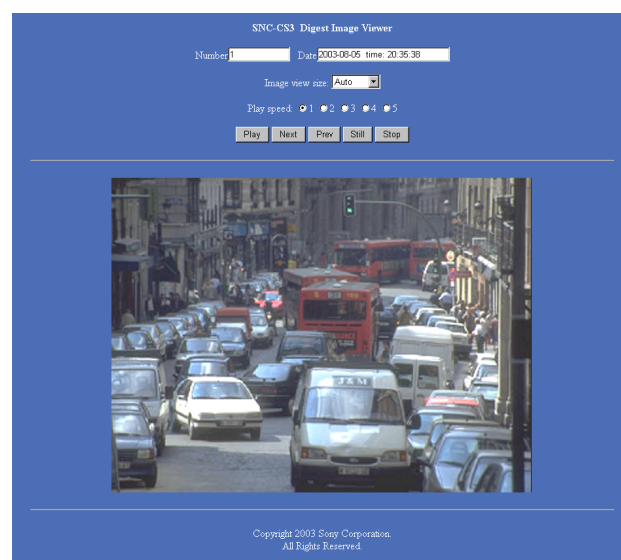 SNC-CS3 Digest Image Viewer
Number 1 Date 2003-08-05 time: 20:35:38
Image view size: Auto
Play speed: 1 2 3 4 5
Play Next Prev Still Stop
J&M
Copyright 2003 Sony Corporation.
All Rights Reserved